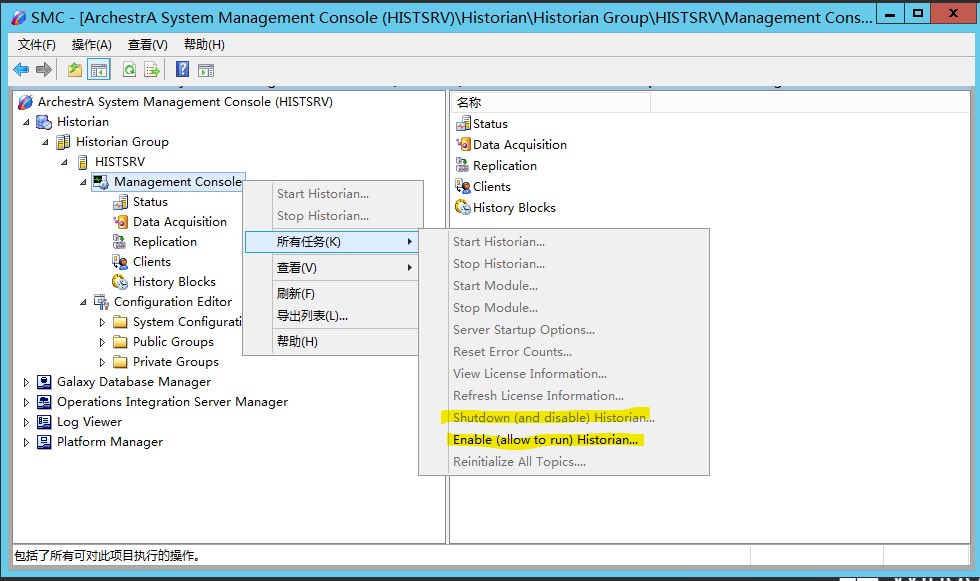 SMC - [ArchestrA System Management Console (HISTSRV)\Historian\Historian Group\HISTSRV\Management Cons...
文件(F) 操作(A) 查看(V) 帮助(H)
ArchestrA System Management Console (HISTSRV)
Historian
Historian Group
HISTSRV
Management Console
Status
Data Acquisition
Replication
Clients
History Blocks
Configuration Editor
System Configurati
Public Groups
Private Groups
Galaxy Database Manager
Operations Integration Server Manager
Log Viewer
Platform Manager
名称
Status
Data Acquisition
Replication
Clients
History Blocks
Start Historian...
Stop Historian...
所有任务(K)
查看(V)
刷新(F)
导出列表(L)...
帮助(H)
Start Historian...
Stop Historian...
Start Module...
Stop Module...
Server Startup Options...
Reset Error Counts...
View License Information...
Refresh License Information...
Shutdown (and disable) Historian...
Enable (allow to run) Historian...
Reinitialize All Topics....
包括了所有可对此项目执行的操作。